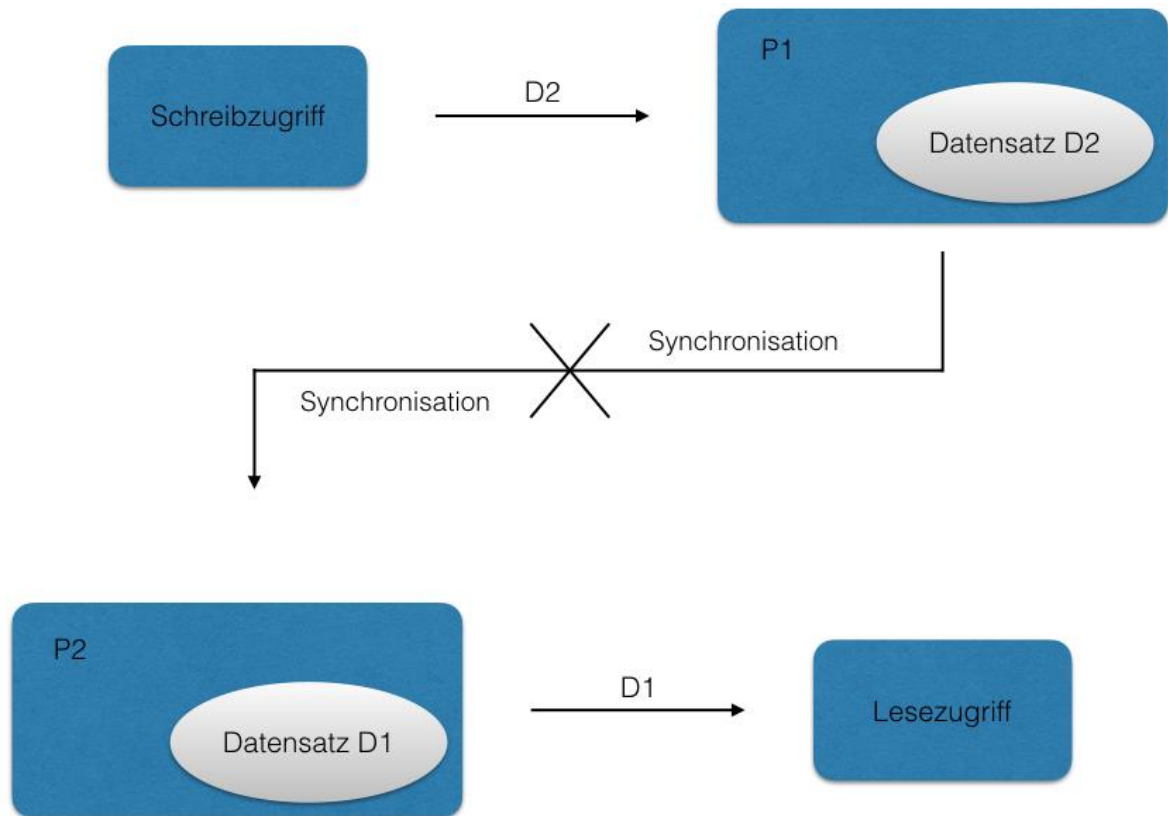 Schreibzugriff
D2
P1
Datensatz D2
Synchronisation
Synchronisation
P2
Datensatz D1
D1
Lesezugriff